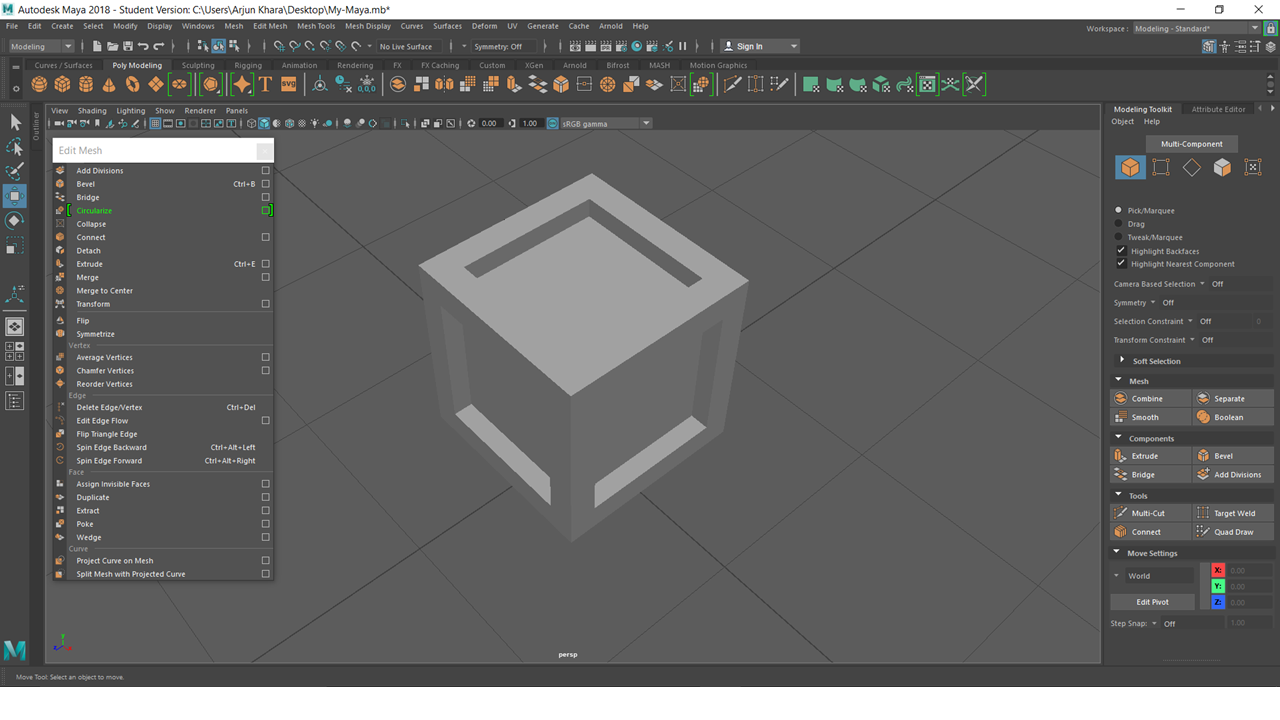 Autodesk Maya 2018 - Student Version: C:\Users\Arjun Khara\Desktop\My-Maya.mb*
File Edit Create Select Modify Display Windows Mesh Edit Mesh Mesh Tools Mesh Display Curves Surfaces Deform UV Generate Cache Arnold Help
Workspace : Modeling - Standard*
Modeling No Live Surface Symmetry: Off Sign In
Curves / Surfaces Poly Modeling Sculpting Rigging Animation Rendering FX FX Caching Custom XGen Arnold Bifrost MASH Motion Graphics
T SVG
Outliner
View Shading Lighting Show Renderer Panels
0.00 1.00 sRGB gamma
Edit Mesh
Add Divisions
Bevel Ctrl+B
Bridge
Circularize
Collapse
Connect
Detach
Extrude Ctrl+E
Merge
Merge to Center
Transform
Flip
Symmetrize
Vertex
Average Vertices
Chamfer Vertices
Reorder Vertices
Edge
Delete Edge/Vertex Ctrl+Del
Edit Edge Flow
Flip Triangle Edge
Spin Edge Backward Ctrl+Alt+Left
Spin Edge Forward Ctrl+Alt+Right
Face
Assign Invisible Faces
Duplicate
Extract
Poke
Wedge
Curve
Project Curve on Mesh
Split Mesh with Projected Curve
persp
Modeling Toolkit Attribute Editor
Object Help
Multi-Component
Pick/Marquee
Drag
Tweak/Marquee
Highlight Backfaces
Highlight Nearest Component
Camera Based Selection Off
Symmetry Off
Selection Constraint Off 0
Transform Constraint Off
Soft Selection
Mesh
Combine Separate
Smooth Boolean
Components
Extrude Bevel
Bridge Add Divisions
Tools
Multi-Cut Target Weld
Connect Quad Draw
Move Settings
World
X: 0.00
Y: 0.00
Z: 0.00
Edit Pivot
Step Snap: Off 1.00
Move Tool: Select an object to move.